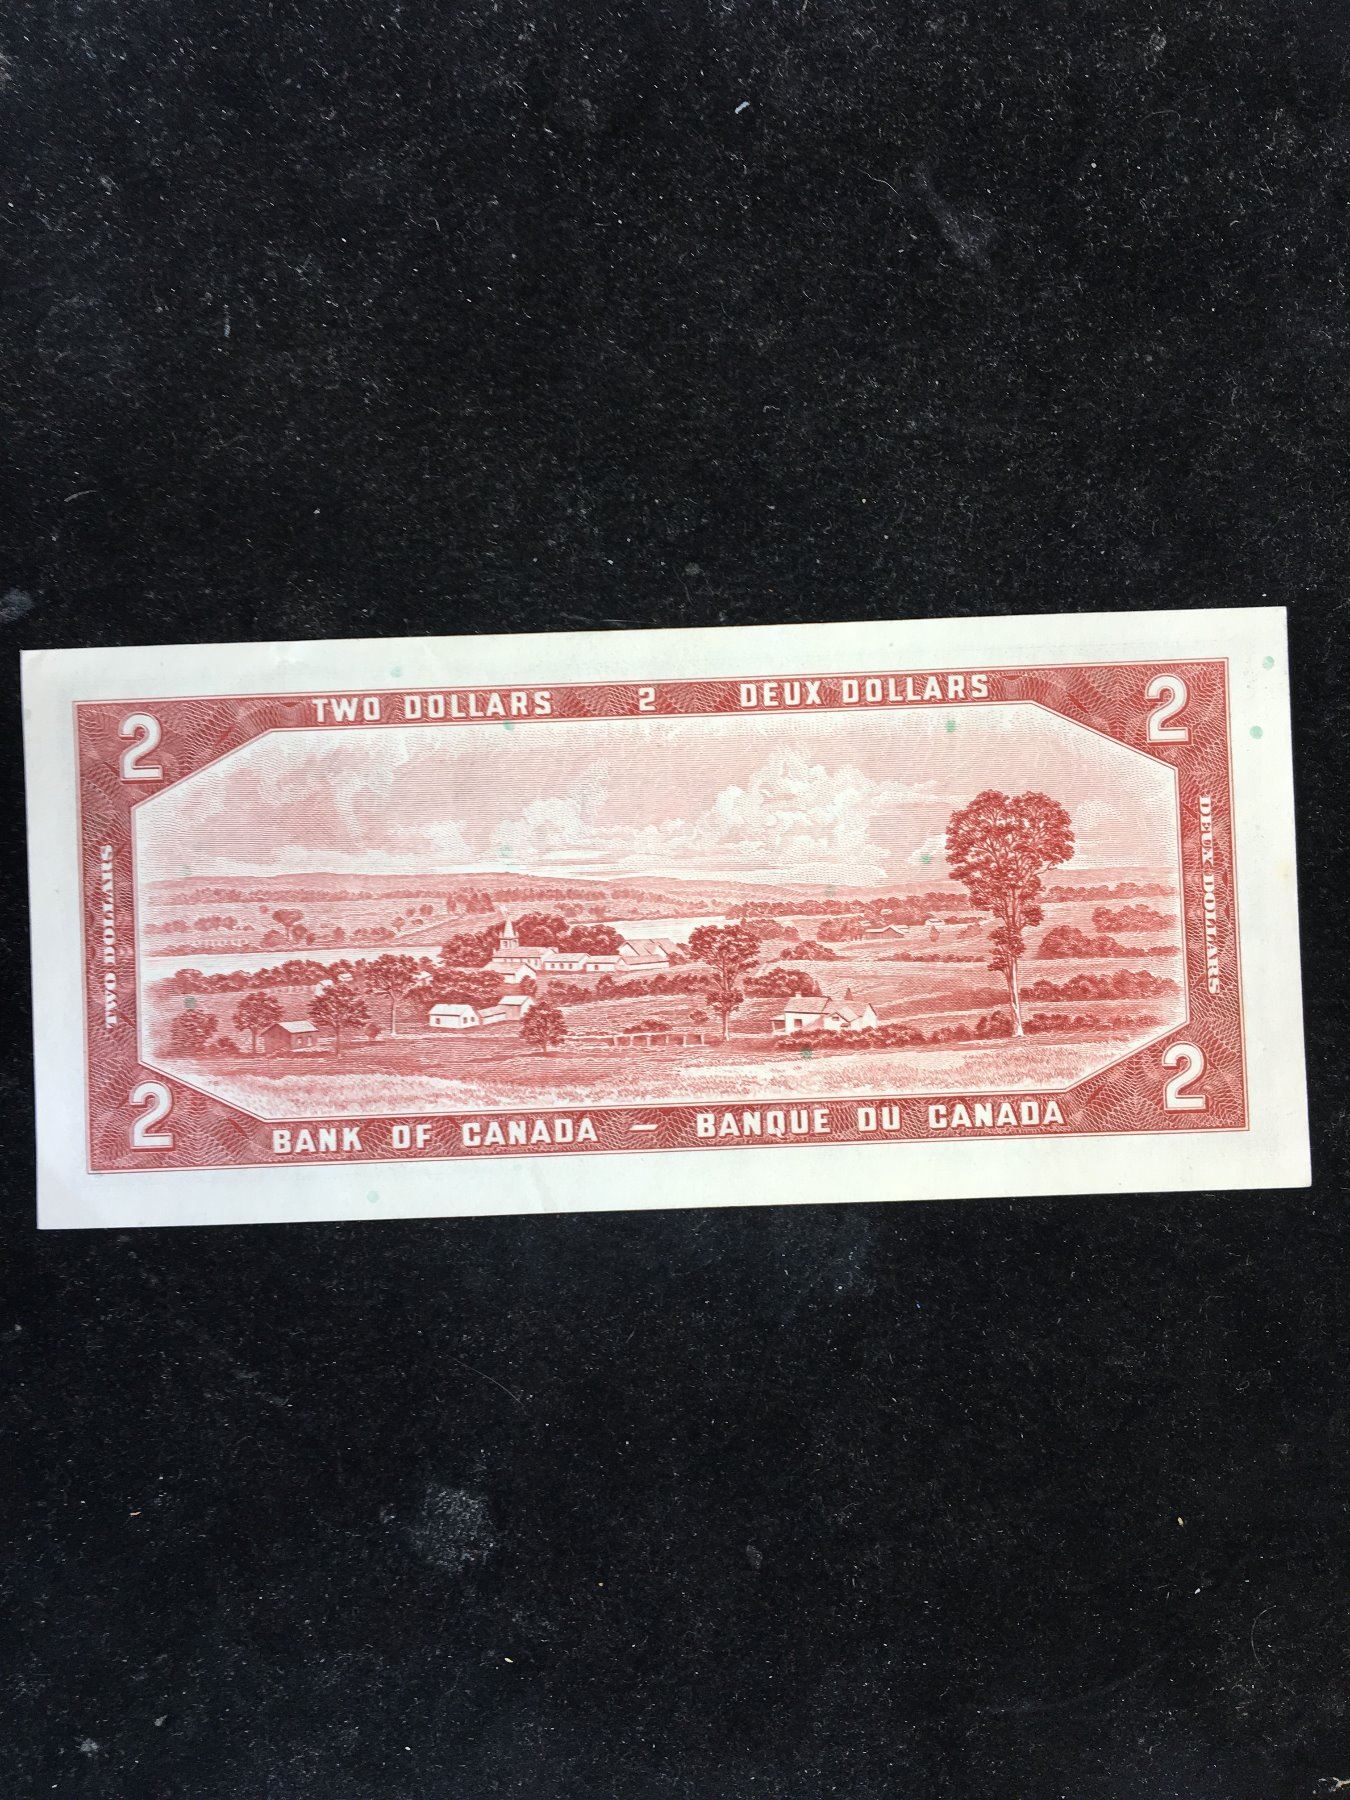 TWO DOLLARS 2 DEUX DOLLARS
2 2
TWO DOLLARS
DEUX DOLLARS
2 2
BANK OF CANADA — BANQUE DU CANADA